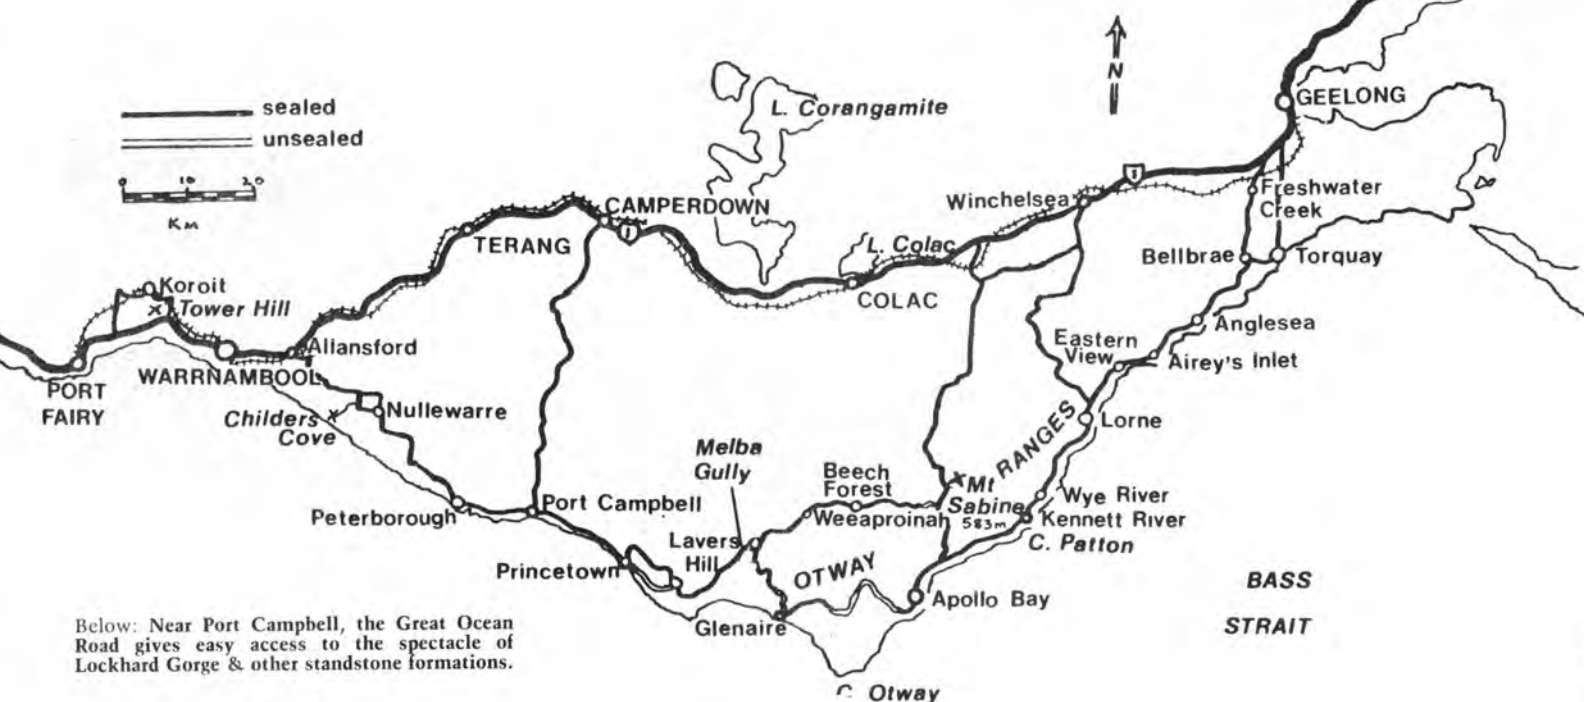 sealed
unsealed
0 10 20
Km
N
L. Corangamite
GEELONG
Winchelsea
1
Freshwater
Creek
CAMPERDOWN
1
TERANG
L. Colac
COLAC
Bellbrae
Torquay
Koroit
Tower Hill
Allansford
WARRNAMBOOL
PORT
FAIRY
Anglesea
Eastern
View
Airey's Inlet
Childers
Cove
Nullewarre
Lorne
RANGES
Melba
Gully
Beech
Forest
Mt
Sabine
583m
Wye River
Weeaproinah
Kennett River
C. Patton
Peterborough
Port Campbell
Lavers
Hill
Princetown
OTWAY
Apollo Bay
Glenaire
C. Otway
BASS
STRAIT
Below: Near Port Campbell, the Great Ocean
Road gives easy access to the spectacle of
Lockhard Gorge & other standstone formations.